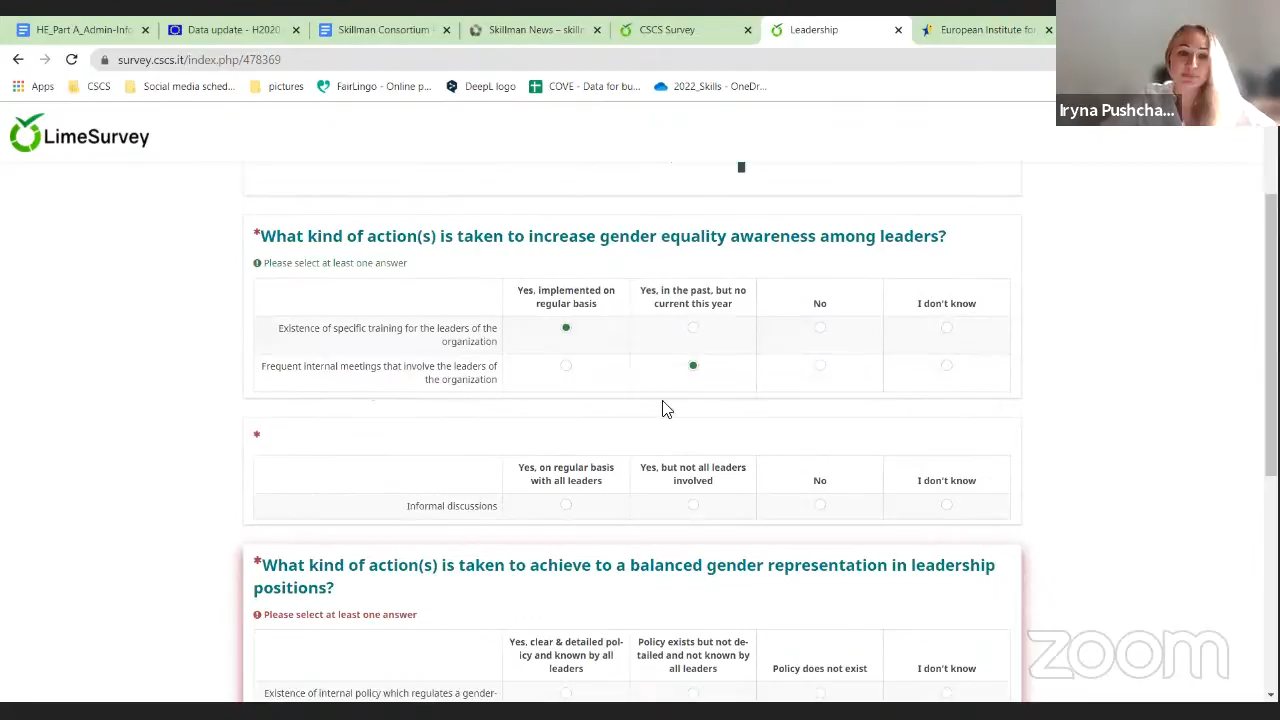 HE_Part A_Admin-Info
Data update - H2020
Skillman Consortium
Skillman News – skill
CSCS Survey
Leadership
European Institute for
survey.cscs.it/index.php/478369
Apps
CSCS
Social media sched...
pictures
FairLingo - Online p...
DeepL logo
COVE - Data for bu...
2022_Skills - OneDr...
Iryna Pushcha...
LimeSurvey
*What kind of action(s) is taken to increase gender equality awareness among leaders?
Please select at least one answer
Yes, implemented on regular basis
Yes, in the past, but no current this year
No
I don't know
Existence of specific training for the leaders of the
organization
Frequent internal meetings that involve the leaders of
the organization
*
Yes, on regular basis with all leaders
Yes, but not all leaders involved
No
I don't know
Informal discussions
*What kind of action(s) is taken to achieve to a balanced gender representation in leadership
positions?
Please select at least one answer
Yes, clear & detailed pol-
icy and known by all
leaders
Policy exists but not de-
tailed and not known by
all leaders
Policy does not exist
I don't know
Existence of internal policy which regulates a gender-
zoom